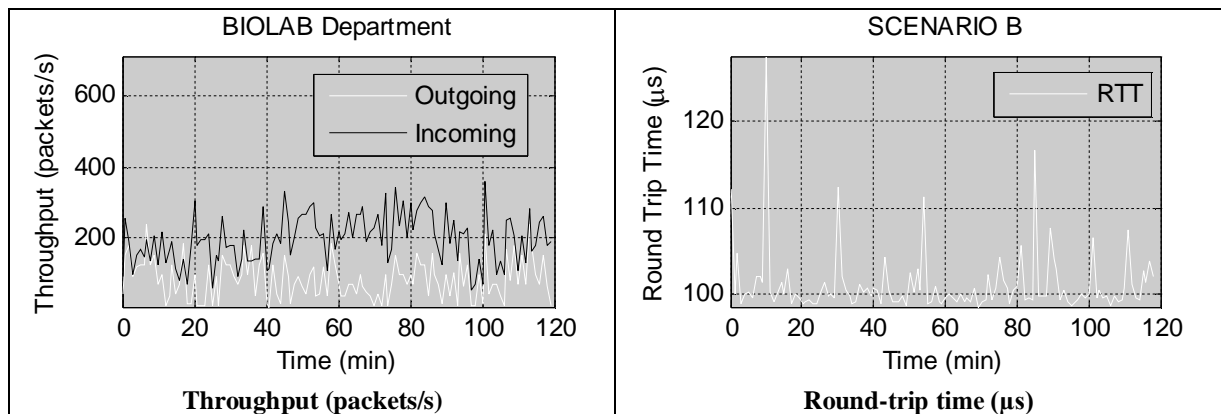 BIOLAB Department
Throughput (packets/s)
600
400
200
Outgoing
Incoming
0 20 40 60 80 100 120
Time (min)
Throughput (packets/s)
SCENARIO B
Round Trip Time (µs)
120
110
100
RTT
0 20 40 60 80 100 120
Time (min)
Round-trip time (µs)